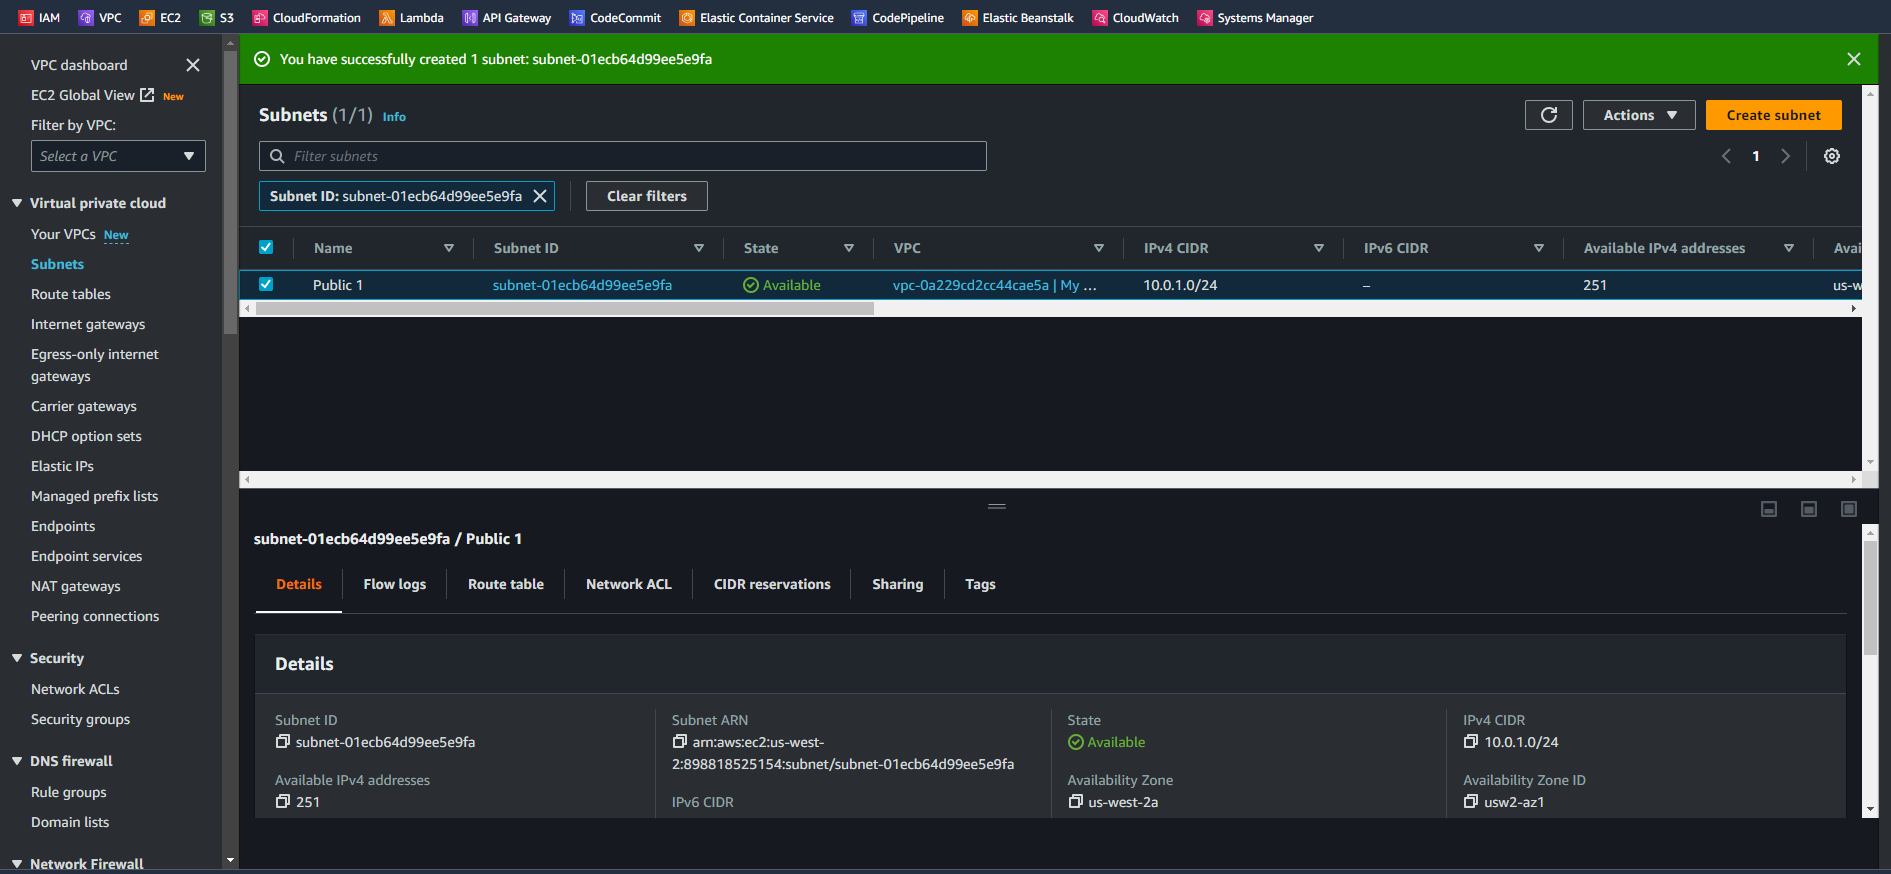 IAM VPC EC2 S3 CloudFormation Lambda API Gateway CodeCommit Elastic Container Service CodePipeline Elastic Beanstalk CloudWatch Systems Manager
VPC dashboard
EC2 Global View New
Filter by VPC:
Select a VPC
Virtual private cloud
Your VPCs New
Subnets
Route tables
Internet gateways
Egress-only internet
gateways
Carrier gateways
DHCP option sets
Elastic IPs
Managed prefix lists
Endpoints
Endpoint services
NAT gateways
Peering connections
Security
Network ACLs
Security groups
DNS firewall
Rule groups
Domain lists
Network Firewall
You have successfully created 1 subnet: subnet-01ecb64d99ee5e9fa
Subnets (1/1) Info
Actions
Create subnet
Filter subnets
1
Subnet ID: subnet-01ecb64d99ee5e9fa
Clear filters
Name Subnet ID State VPC IPv4 CIDR IPv6 CIDR Available IPv4 addresses Avai
Public 1 subnet-01ecb64d99ee5e9fa Available vpc-0a229cd2cc44cae5a | My ... 10.0.1.0/24 – 251 us-w
subnet-01ecb64d99ee5e9fa / Public 1
Details Flow logs Route table Network ACL CIDR reservations Sharing Tags
Details
Subnet ID
subnet-01ecb64d99ee5e9fa
Available IPv4 addresses
251
Subnet ARN
arn:aws:ec2:us-west-
2:898818525154:subnet/subnet-01ecb64d99ee5e9fa
IPv6 CIDR
State
Available
Availability Zone
us-west-2a
IPv4 CIDR
10.0.1.0/24
Availability Zone ID
usw2-az1